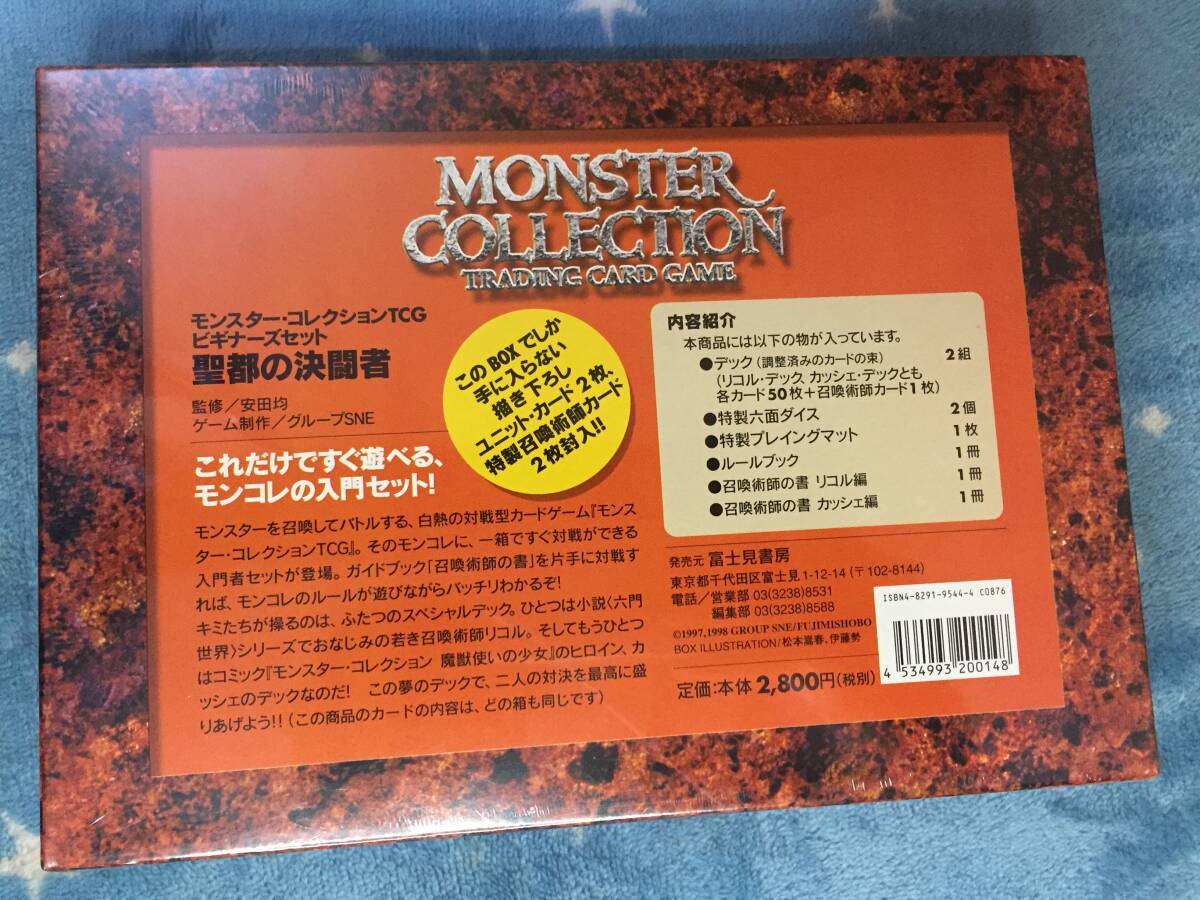 MONSTER
COLLECTION
TRADING CARD GAME
モンスター・コレクションTCG
ビギナーズセット
聖都の決闘者
監修／安田均
ゲーム制作／グループSNE
これだけですぐ遊べる、
モンコレの入門セット!
このBOXでしか
手に入らない
描き下ろし
ユニット・カード2枚、
特製召喚術師カード
2枚封入!!
モンスターを召喚してバトルする、白熱の対戦型カードゲーム『モンス
ター・コレクションTCG』。そのモンコレに、一箱ですぐ対戦ができる
入門者セットが登場。ガイドブック「召喚術師の書」を片手に対戦す
れば、モンコレのルールが遊びながらバッチリわかるぞ!
キミたちが操るのは、ふたつのスペシャルデック。ひとつは小説〈六門
世界〉シリーズでおなじみの若き召喚術師リコル。そしてもうひとつ
はコミック『モンスター・コレクション 魔獣使いの少女』のヒロイン、カ
ッシェのデックなのだ! この夢のデックで、二人の対決を最高に盛
りあげよう!!（この商品のカードの内容は、どの箱も同じです）
内容紹介
本商品には以下の物が入っています。
●デック（調整済みのカードの束） 2組
（リコル・デック、カッシェ・デックとも
各カード50枚＋召喚術師カード1枚）
●特製六面ダイス 2個
●特製プレイングマット 1枚
●ルールブック 1冊
●召喚術師の書 リコル編 1冊
●召喚術師の書 カッシェ編 1冊
発売元 富士見書房
東京都千代田区富士見1-12-14（〒102-8144）
電話／営業部 03(3238)8531
編集部 03(3238)8588
©1997,1998 GROUP SNE/FUJIMISHOBO
BOX ILLUSTRATION/松本嵩春、伊藤勢
定価：本体2,800円（税別）
ISBN4-8291-9544-4 C0876
4 534993 200148